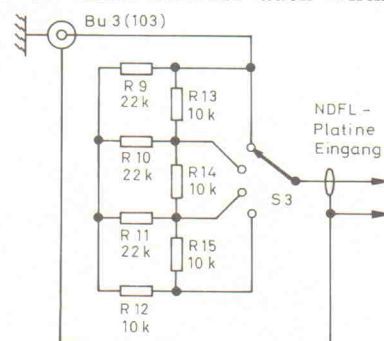 Bu 3 (103)
R 9
22 k
R 13
10 k
R 10
22 k
R 14
10 k
R 11
22 k
R 15
10 k
R 12
10 k
S3
NDFL-
Platine
Eingang